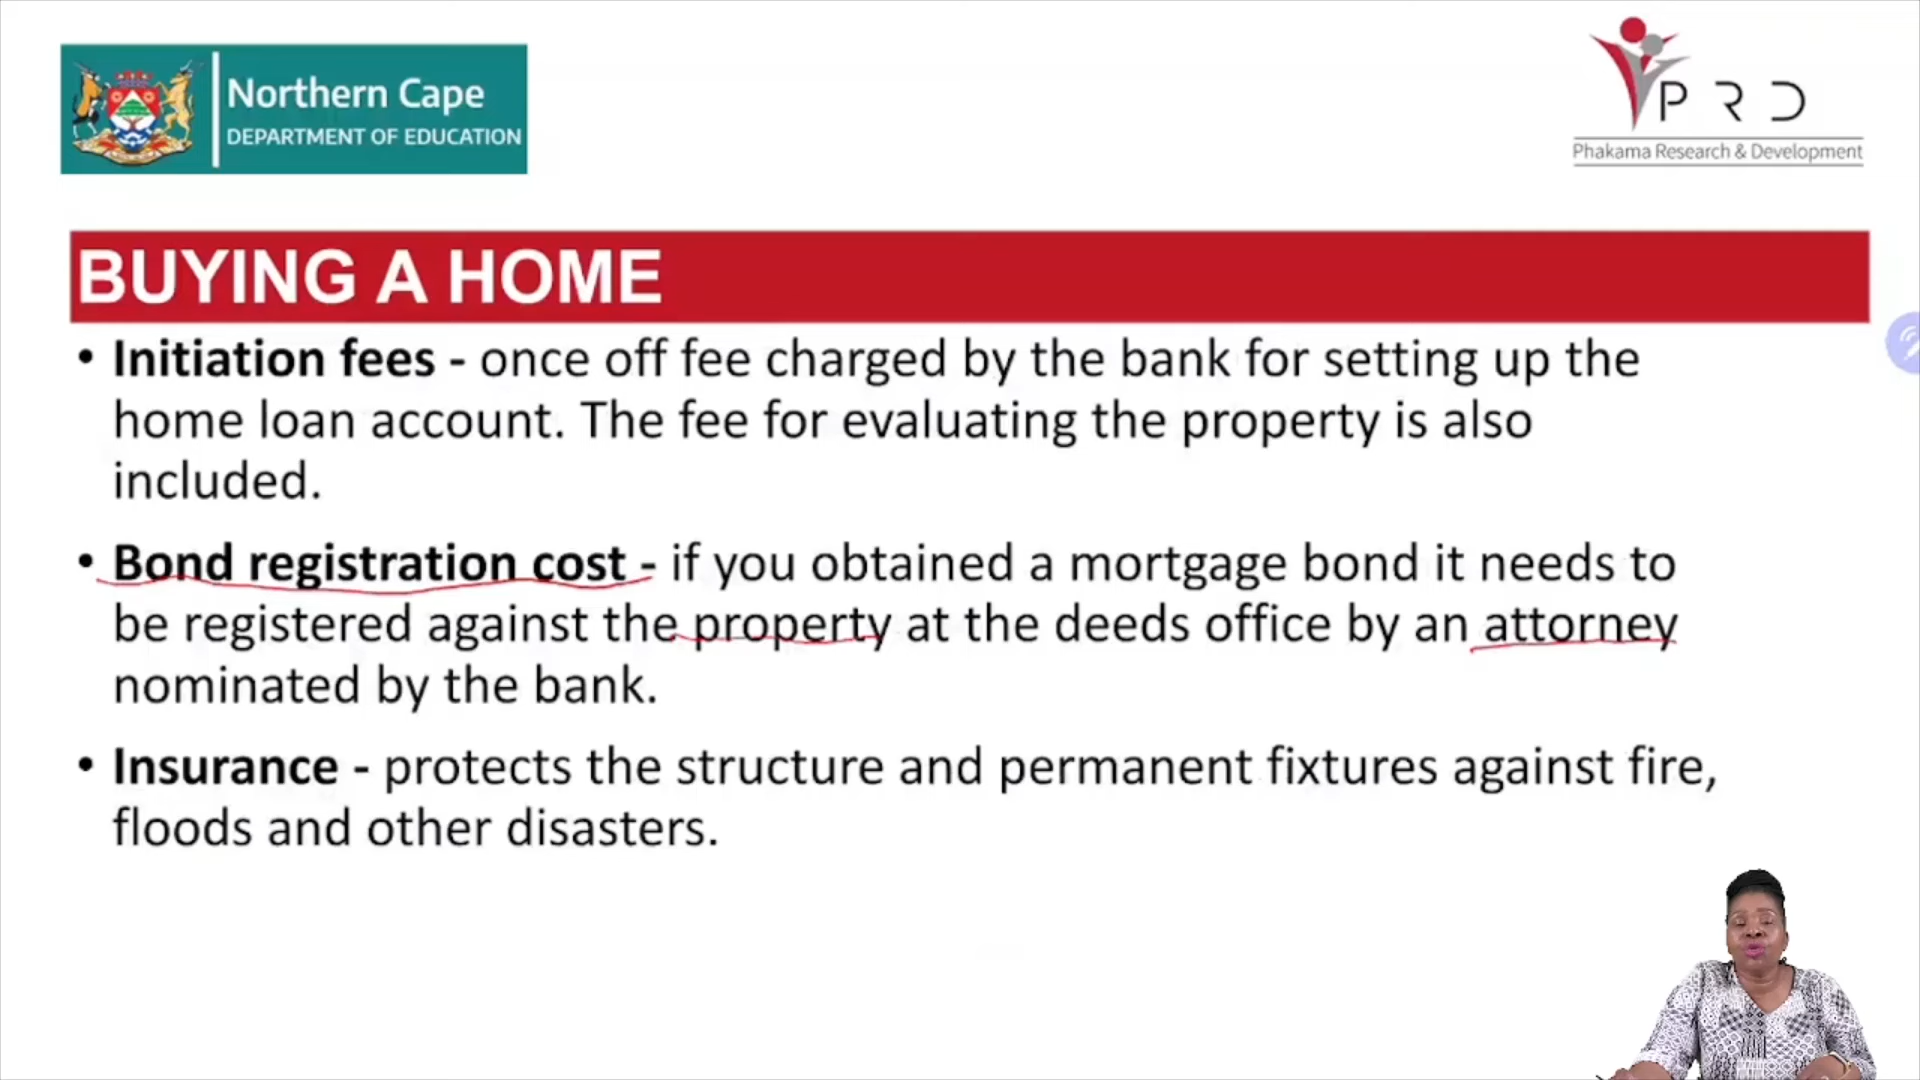 Northern Cape
DEPARTMENT OF EDUCATION
P R D
Phakama Research & Development
BUYING A HOME
• Initiation fees - once off fee charged by the bank for setting up the
home loan account. The fee for evaluating the property is also
included.
• Bond registration cost - if you obtained a mortgage bond it needs to
be registered against the property at the deeds office by an attorney
nominated by the bank.
• Insurance - protects the structure and permanent fixtures against fire,
floods and other disasters.